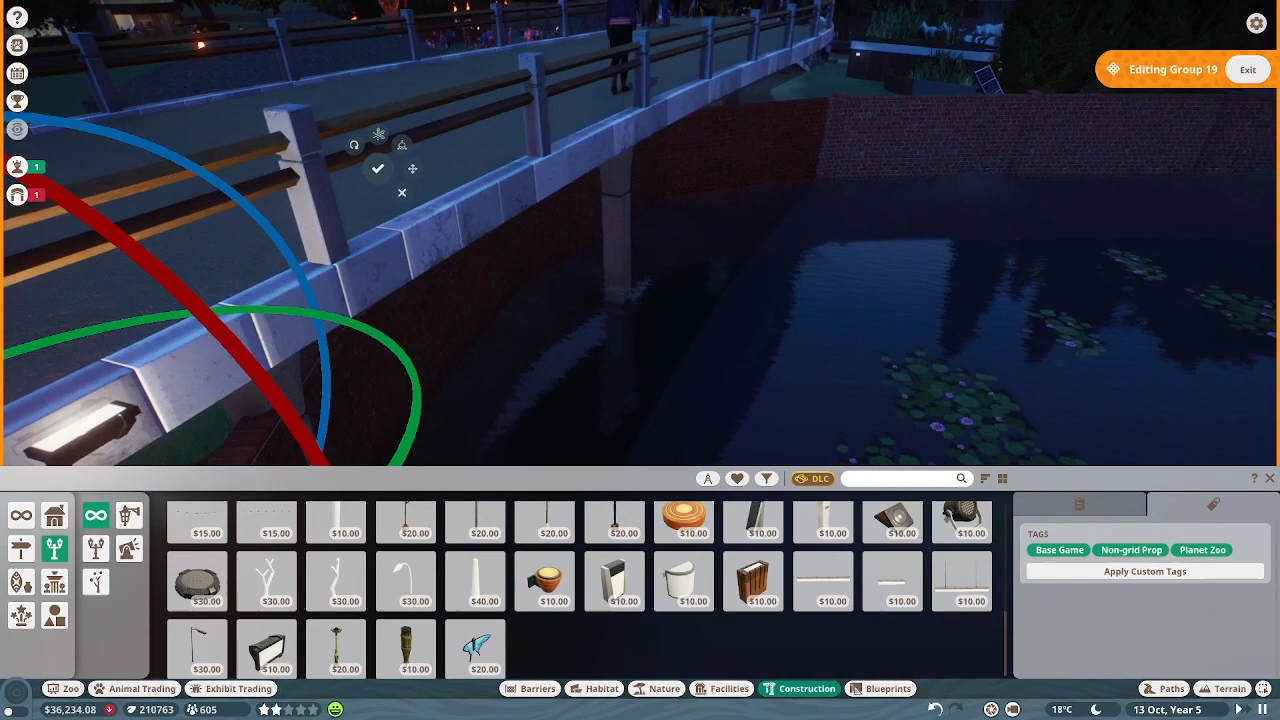 Editing Group 19 Exit
1
1
DLC
?
$15.00 $15.00 $10.00 $20.00 $20.00 $20.00 $20.00 $10.00 $10.00 $10.00 $10.00 $10.00
$30.00 $30.00 $30.00 $30.00 $40.00 $10.00 $10.00 $10.00 $10.00 $10.00 $10.00 $10.00
$30.00 $10.00 $20.00 $10.00 $20.00
TAGS
Base Game Non-grid Prop Planet Zoo
Apply Custom Tags
Zoo Animal Trading Exhibit Trading Barriers Habitat Nature Facilities Construction Blueprints Paths Terrain
$36,234.08 210763 605 18°C 13 Oct, Year 5